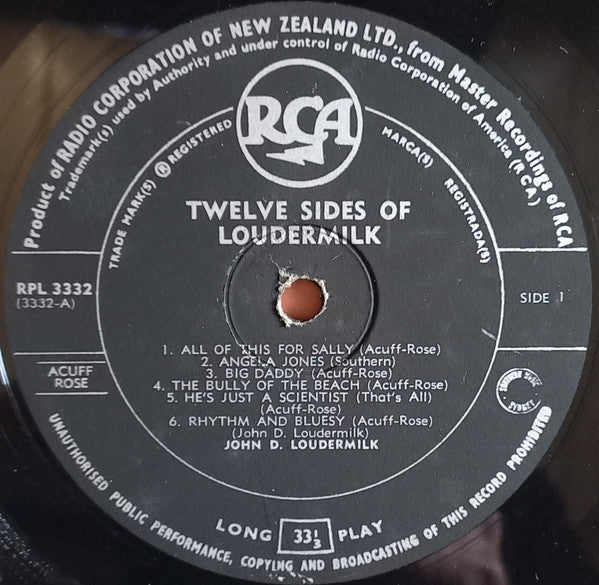 Product of RADIO CORPORATION OF NEW ZEALAND LTD., from Master Recordings of RCA
Trademark(s) used by Authority and under control of Radio Corporation of America (RCA)
TRADE MARK(S) ® REGISTERED
MARCA(S) REGISTRADA(S)
RCA
TWELVE SIDES OF
LOUDERMILK
RPL 3332
(3332-A)
SIDE 1
1. ALL OF THIS FOR SALLY (Acuff-Rose)
2. ANGELA JONES (Southern)
3. BIG DADDY (Acuff-Rose)
4. THE BULLY OF THE BEACH (Acuff-Rose)
5. HE'S JUST A SCIENTIST (That's All)
(Acuff-Rose)
6. RHYTHM AND BLUESY (Acuff-Rose)
(John D. Loudermilk)
JOHN D. LOUDERMILK
ACUFF
ROSE
SOUTHERN MUSIC
SYDNEY
LONG 33⅓ PLAY
UNAUTHORISED PUBLIC PERFORMANCE, COPYING AND BROADCASTING OF THIS RECORD PROHIBITED